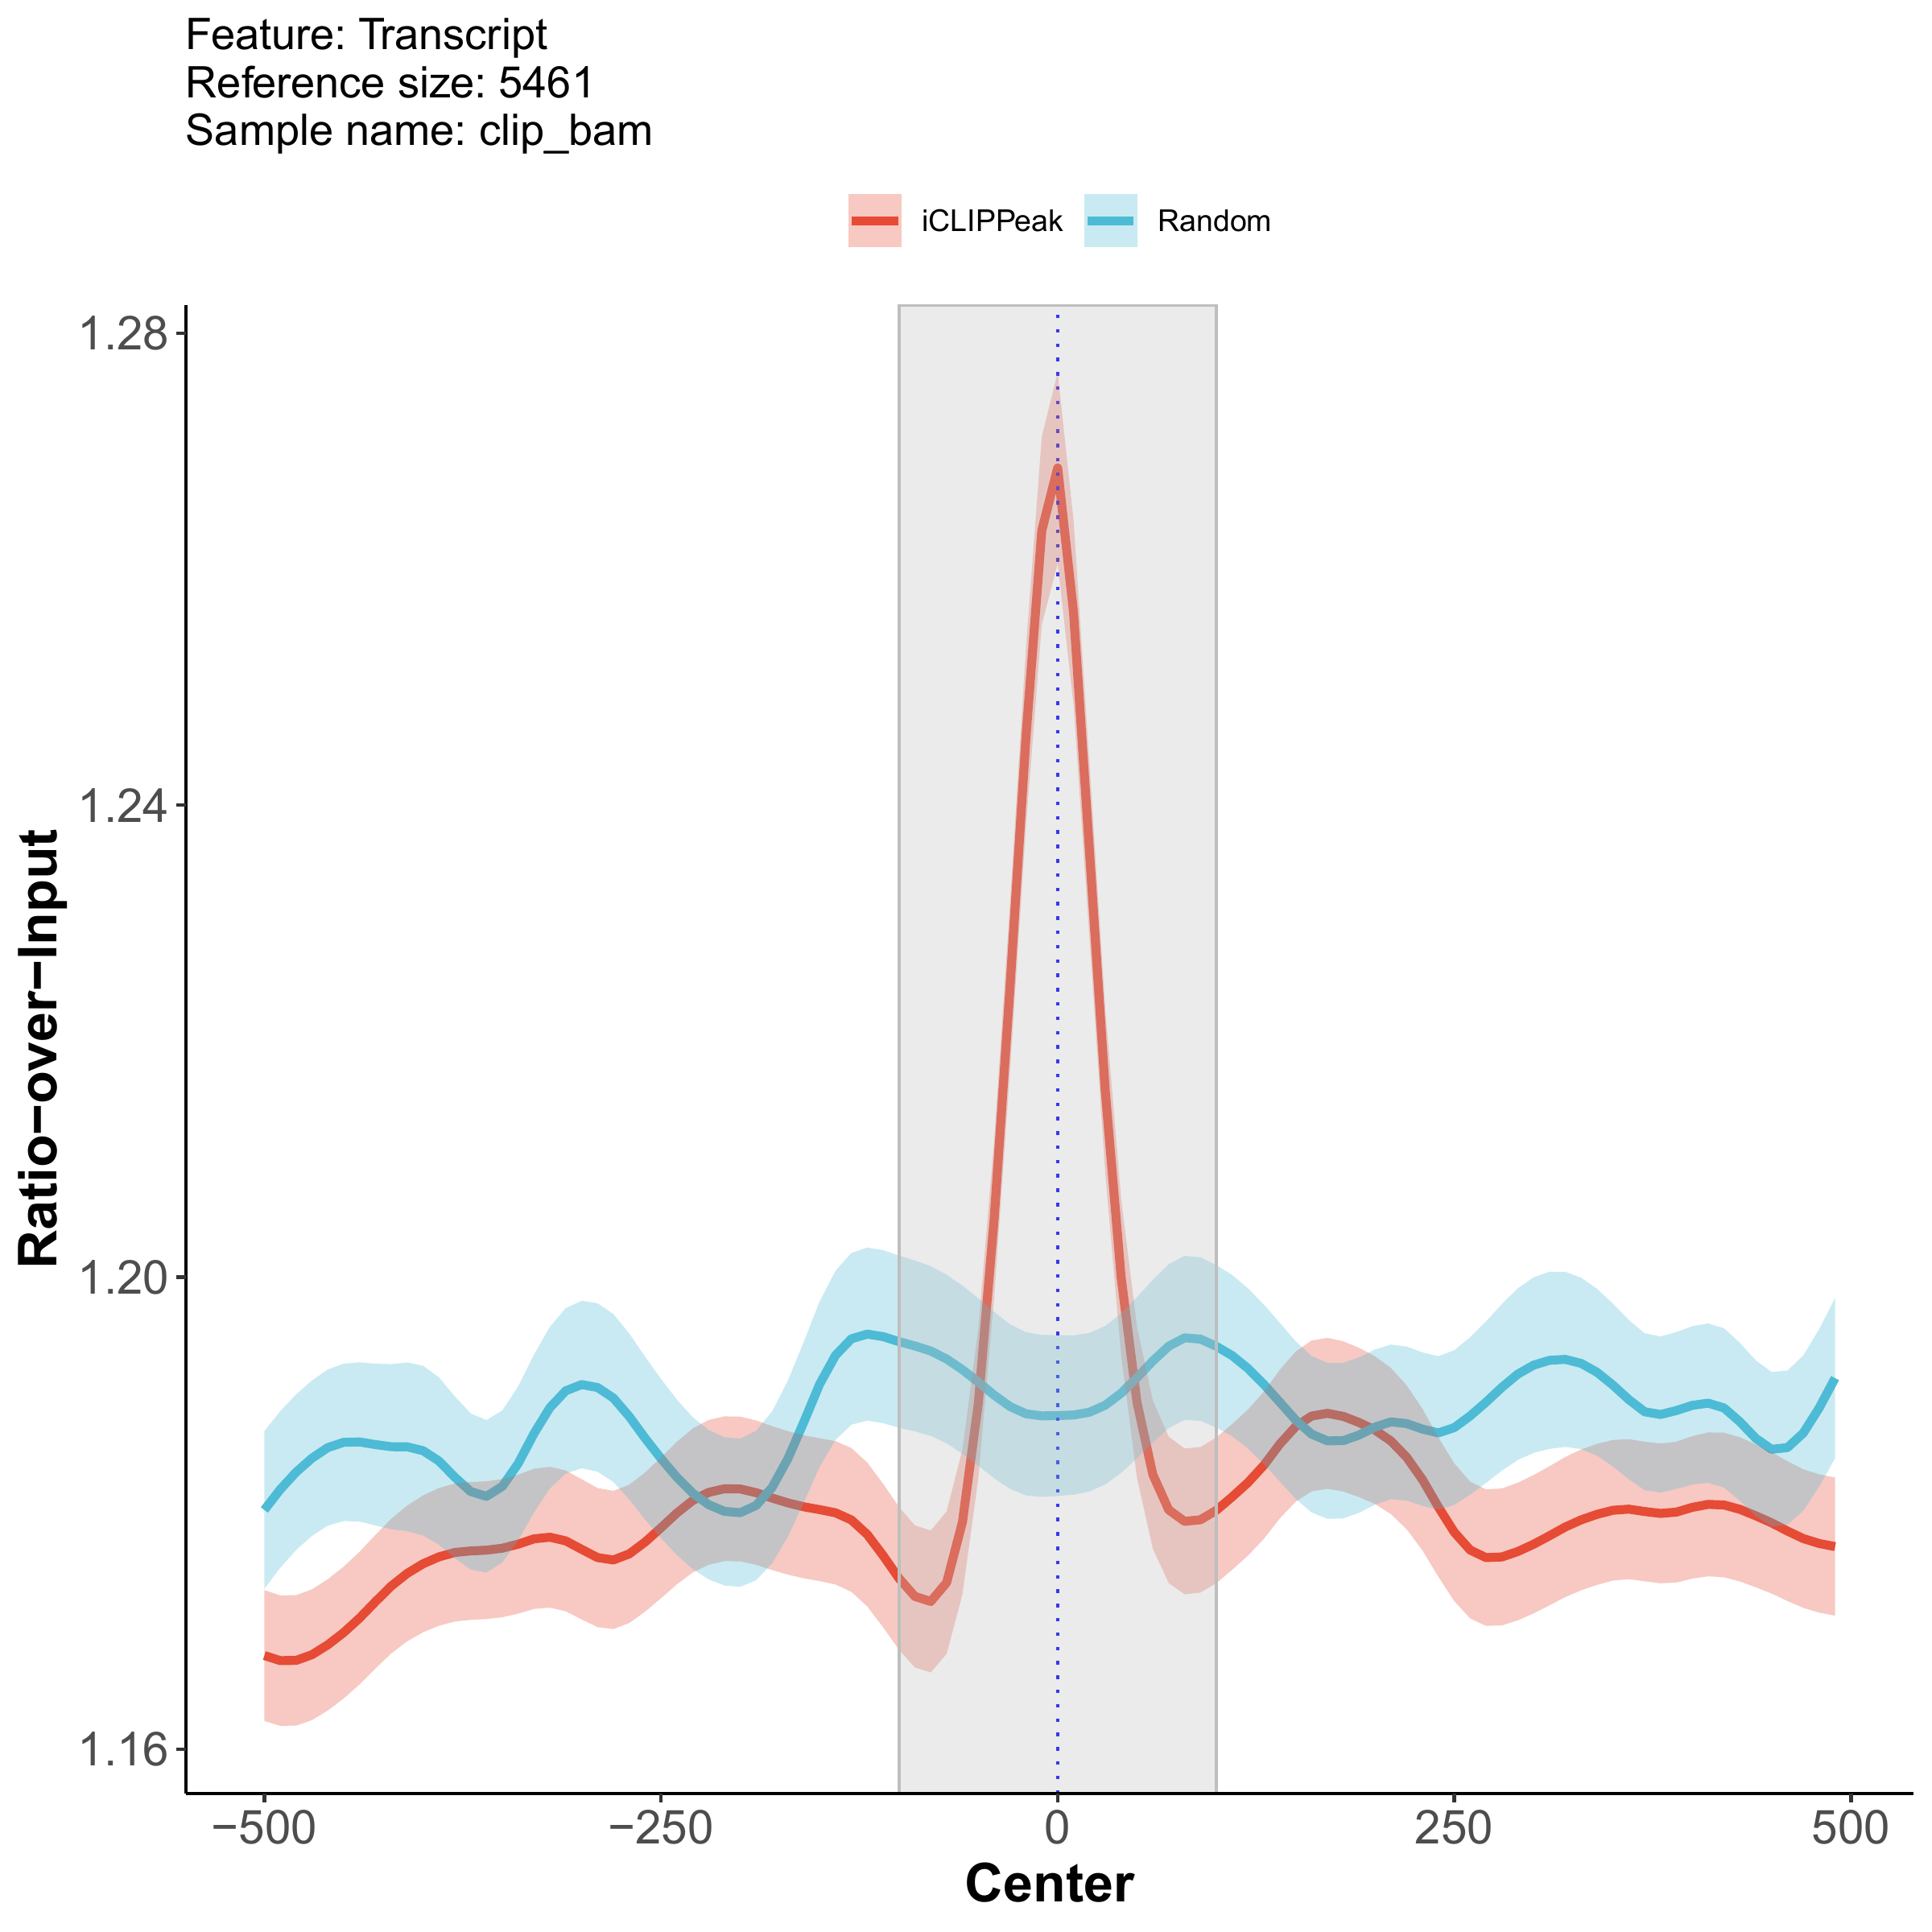 Feature: Transcript
Reference size: 5461
Sample name: clip_bam
iCLIPPeak Random
1.28
1.24
1.20
1.16
Ratio−over−Input
−500 −250 0 250 500
Center